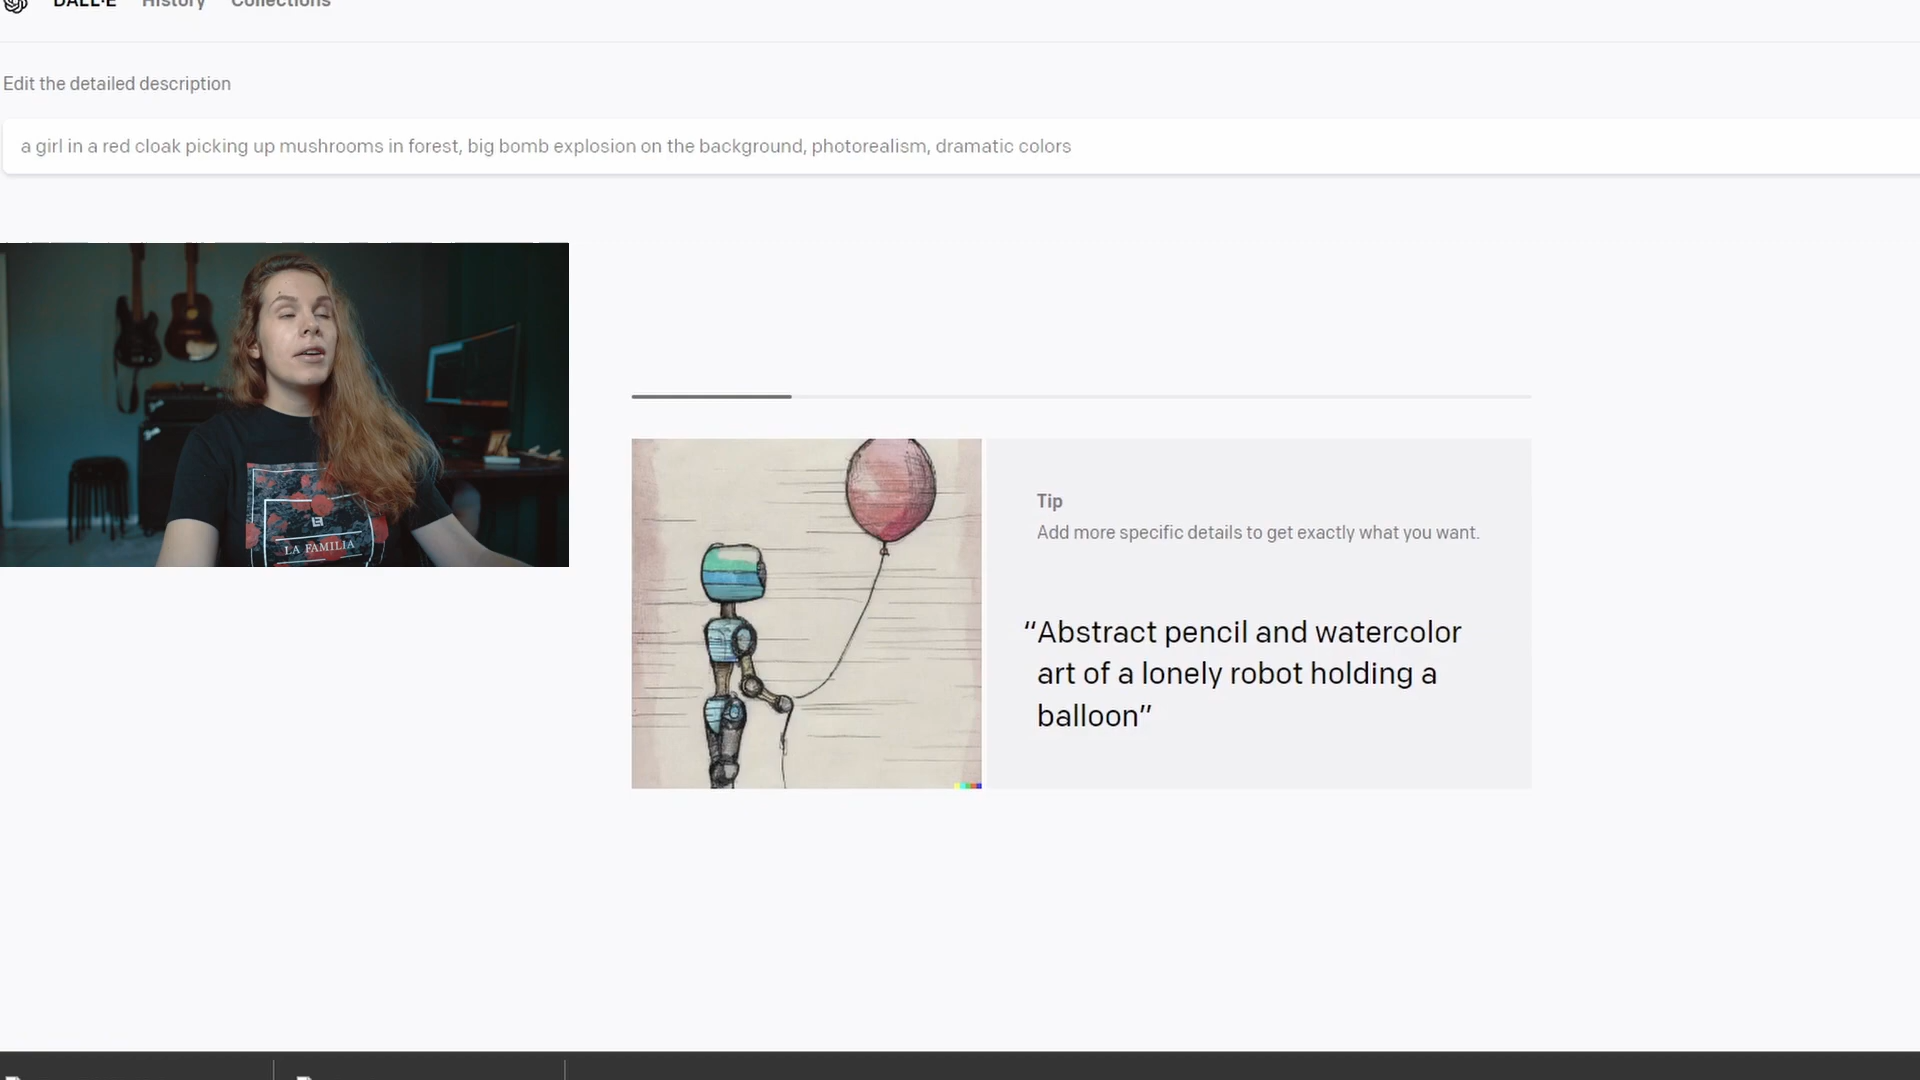 DALL·E History Collections
Edit the detailed description
a girl in a red cloak picking up mushrooms in forest, big bomb explosion on the background, photorealism, dramatic colors
LA FAMILIA
Tip
Add more specific details to get exactly what you want.
“Abstract pencil and watercolor
art of a lonely robot holding a
balloon”